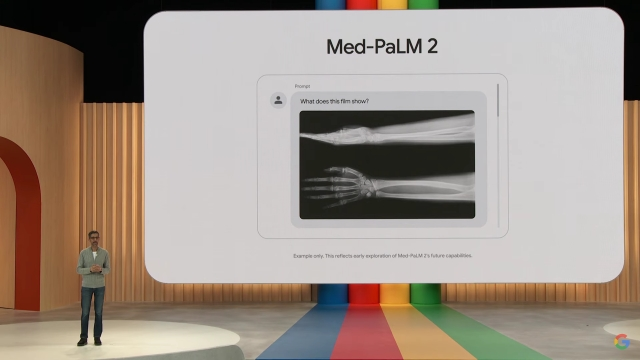 Med-PaLM 2
Prompt
What does this film show?
Example only. This reflects early exploration of Med-PaLM 2's future capabilities.